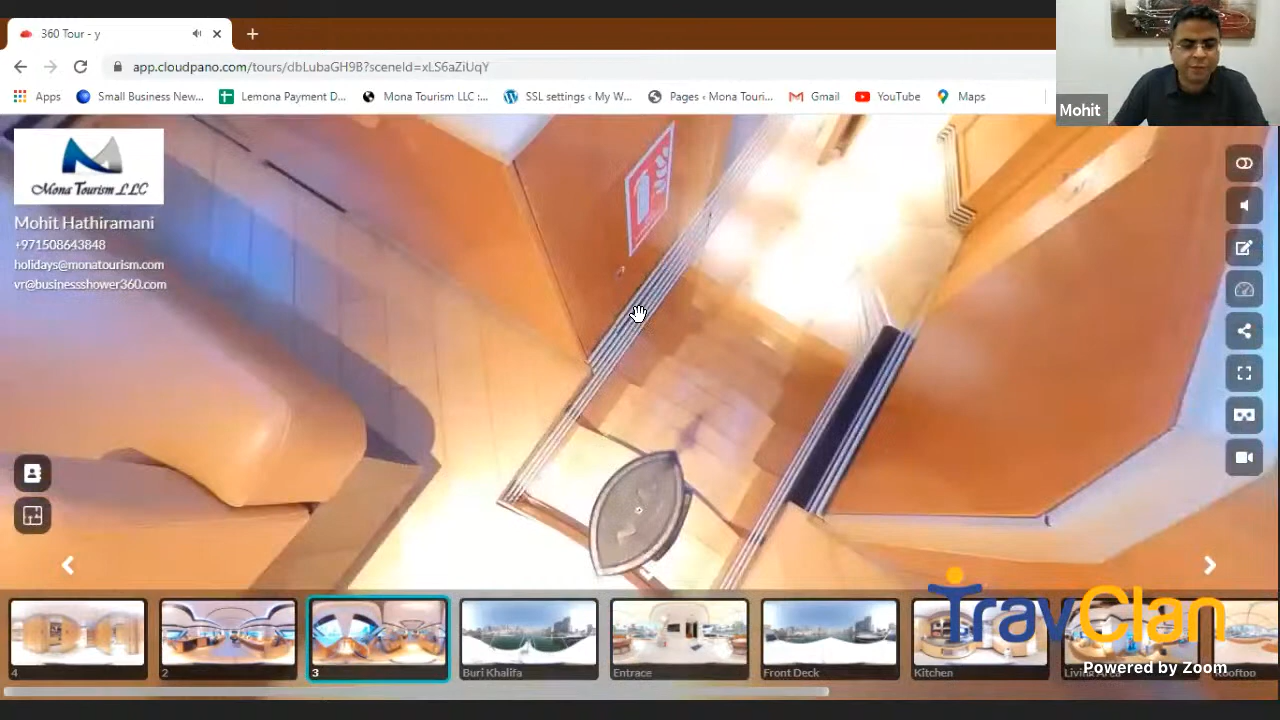 360 Tour - y
app.cloudpano.com/tours/dbLubaGH9B?sceneId=xLS6aZiUqY
Apps
Small Business New...
Lemona Payment D...
Mona Tourism LLC :...
SSL settings ‹ My W...
Pages ‹ Mona Touri...
Gmail
YouTube
Maps
Mohit
Mona Tourism LLC
Mohit Hathiramani
+971508643848
holidays@monatourism.com
vr@businessshower360.com
4
2
3
Buri Khalifa
Entrace
Front Deck
Kitchen
Living Area
Rooftop
TravClan
Powered by Zoom